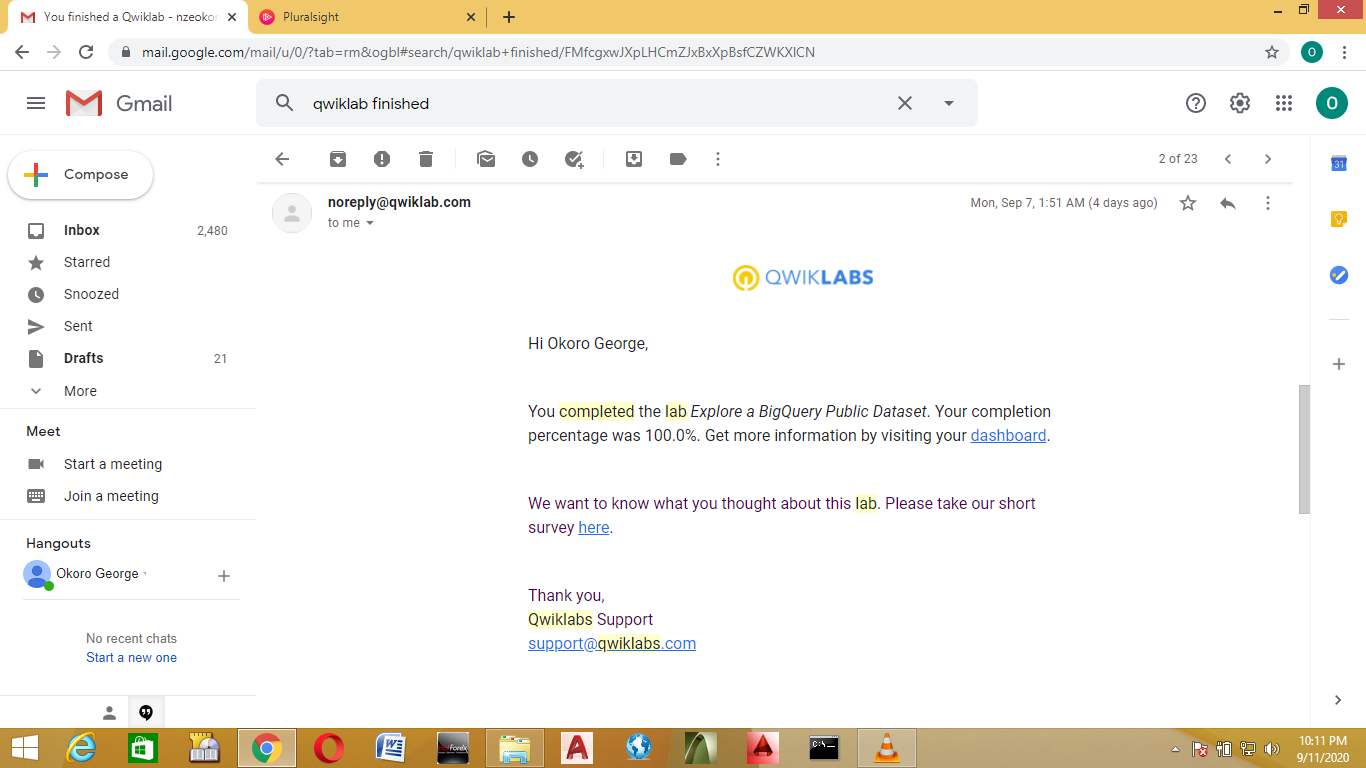 You finished a Qwiklab - nzeokor
Pluralsight
mail.google.com/mail/u/0/?tab=rm&ogbl#search/qwiklab+finished/FMfcgxwJXpLHCmZJxBxXpBsfCZWKXlCN
O
Gmail
qwiklab finished
O
Compose
2 of 23
31
Inbox 2,480
Starred
Snoozed
Sent
Drafts 21
More
Meet
Start a meeting
Join a meeting
Hangouts
Okoro George
No recent chats
Start a new one
noreply@qwiklab.com
Mon, Sep 7, 1:51 AM (4 days ago)
to me
QWIKLABS
Hi Okoro George,
You completed the lab Explore a BigQuery Public Dataset. Your completion
percentage was 100.0%. Get more information by visiting your dashboard.
We want to know what you thought about this lab. Please take our short
survey here.
Thank you,
Qwiklabs Support
support@qwiklabs.com
10:11 PM
9/11/2020